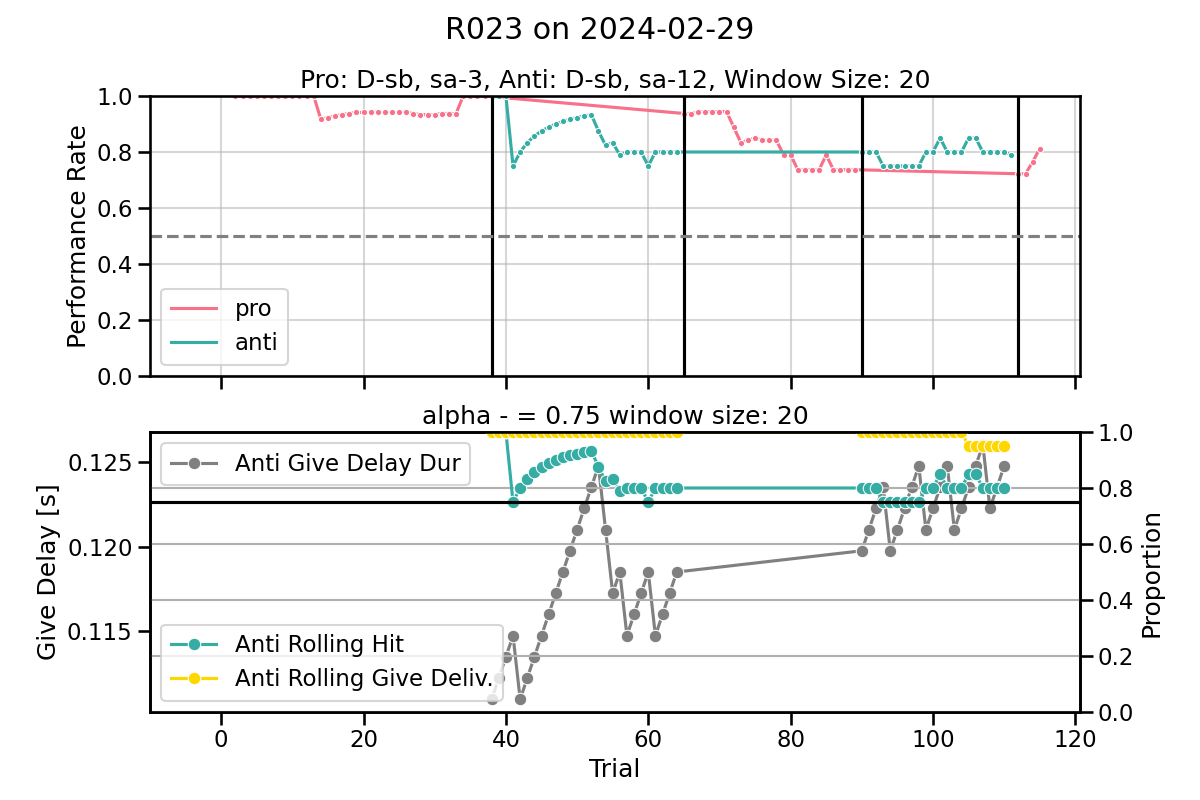 R023 on 2024-02-29
Pro: D-sb, sa-3, Anti: D-sb, sa-12, Window Size: 20
1.0
0.8
0.6
0.4
0.2
0.0
Performance Rate
pro
anti
alpha - = 0.75 window size: 20
0.125
0.120
0.115
Give Delay [s]
Anti Give Delay Dur
Anti Rolling Hit
Anti Rolling Give Deliv.
1.0
0.8
0.6
0.4
0.2
0.0
Proportion
0 20 40 60 80 100 120
Trial